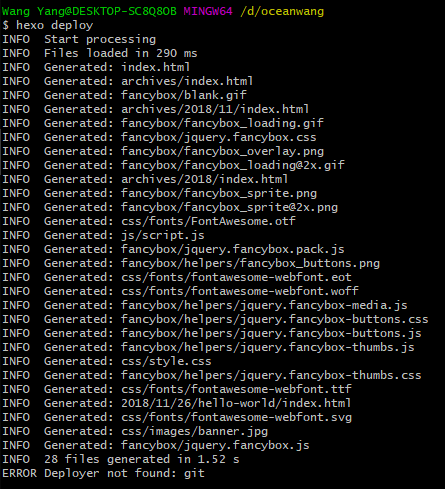 Wang Yang@DESKTOP-SC8Q8OB MINGW64 /d/oceanwang
$ hexo deploy
INFO  Start processing
INFO  Files loaded in 290 ms
INFO  Generated: index.html
INFO  Generated: archives/index.html
INFO  Generated: fancybox/blank.gif
INFO  Generated: archives/2018/11/index.html
INFO  Generated: fancybox/fancybox_loading.gif
INFO  Generated: fancybox/jquery.fancybox.css
INFO  Generated: fancybox/fancybox_overlay.png
INFO  Generated: fancybox/fancybox_loading@2x.gif
INFO  Generated: archives/2018/index.html
INFO  Generated: fancybox/fancybox_sprite.png
INFO  Generated: fancybox/fancybox_sprite@2x.png
INFO  Generated: css/fonts/FontAwesome.otf
INFO  Generated: js/script.js
INFO  Generated: fancybox/jquery.fancybox.pack.js
INFO  Generated: fancybox/helpers/fancybox_buttons.png
INFO  Generated: css/fonts/fontawesome-webfont.eot
INFO  Generated: css/fonts/fontawesome-webfont.woff
INFO  Generated: fancybox/helpers/jquery.fancybox-media.js
INFO  Generated: fancybox/helpers/jquery.fancybox-buttons.css
INFO  Generated: fancybox/helpers/jquery.fancybox-buttons.js
INFO  Generated: fancybox/helpers/jquery.fancybox-thumbs.js
INFO  Generated: css/style.css
INFO  Generated: fancybox/helpers/jquery.fancybox-thumbs.css
INFO  Generated: css/fonts/fontawesome-webfont.ttf
INFO  Generated: 2018/11/26/hello-world/index.html
INFO  Generated: css/fonts/fontawesome-webfont.svg
INFO  Generated: css/images/banner.jpg
INFO  Generated: fancybox/jquery.fancybox.js
INFO  28 files generated in 1.52 s
ERROR Deployer not found: git